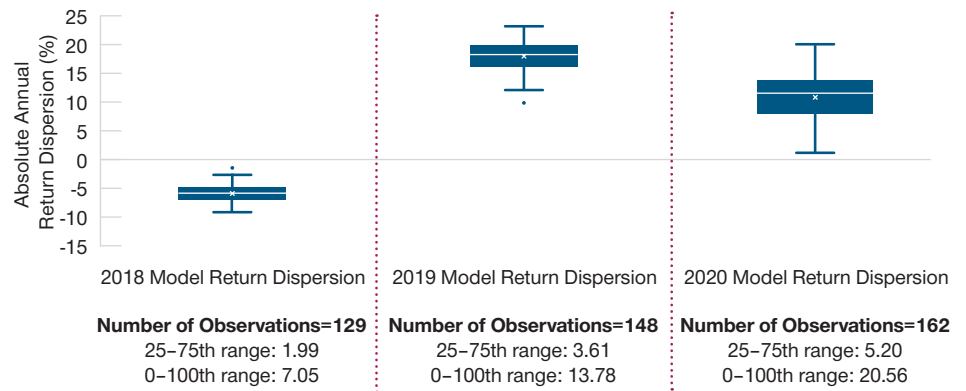 Absolute Annual
Return Dispersion (%)
25
20
15
10
5
0
-5
-10
-15
2018 Model Return Dispersion
2019 Model Return Dispersion
2020 Model Return Dispersion
Number of Observations=129
25–75th range: 1.99
0–100th range: 7.05
Number of Observations=148
25–75th range: 3.61
0–100th range: 13.78
Number of Observations=162
25–75th range: 5.20
0–100th range: 20.56